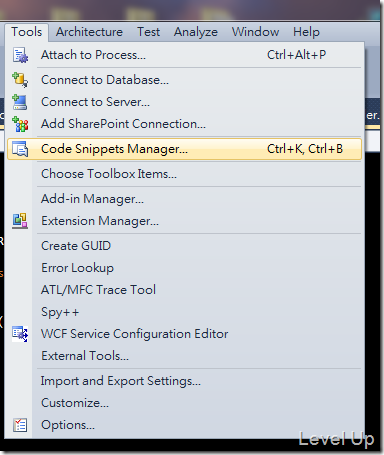 Tools Architecture Test Analyze Window Help
Attach to Process... Ctrl+Alt+P
Connect to Database...
Connect to Server...
Add SharePoint Connection...
Code Snippets Manager... Ctrl+K, Ctrl+B
Choose Toolbox Items...
Add-in Manager...
Extension Manager...
Create GUID
Error Lookup
ATL/MFC Trace Tool
Spy++
WCF Service Configuration Editor
External Tools...
Import and Export Settings...
Customize...
Options...
Level Up